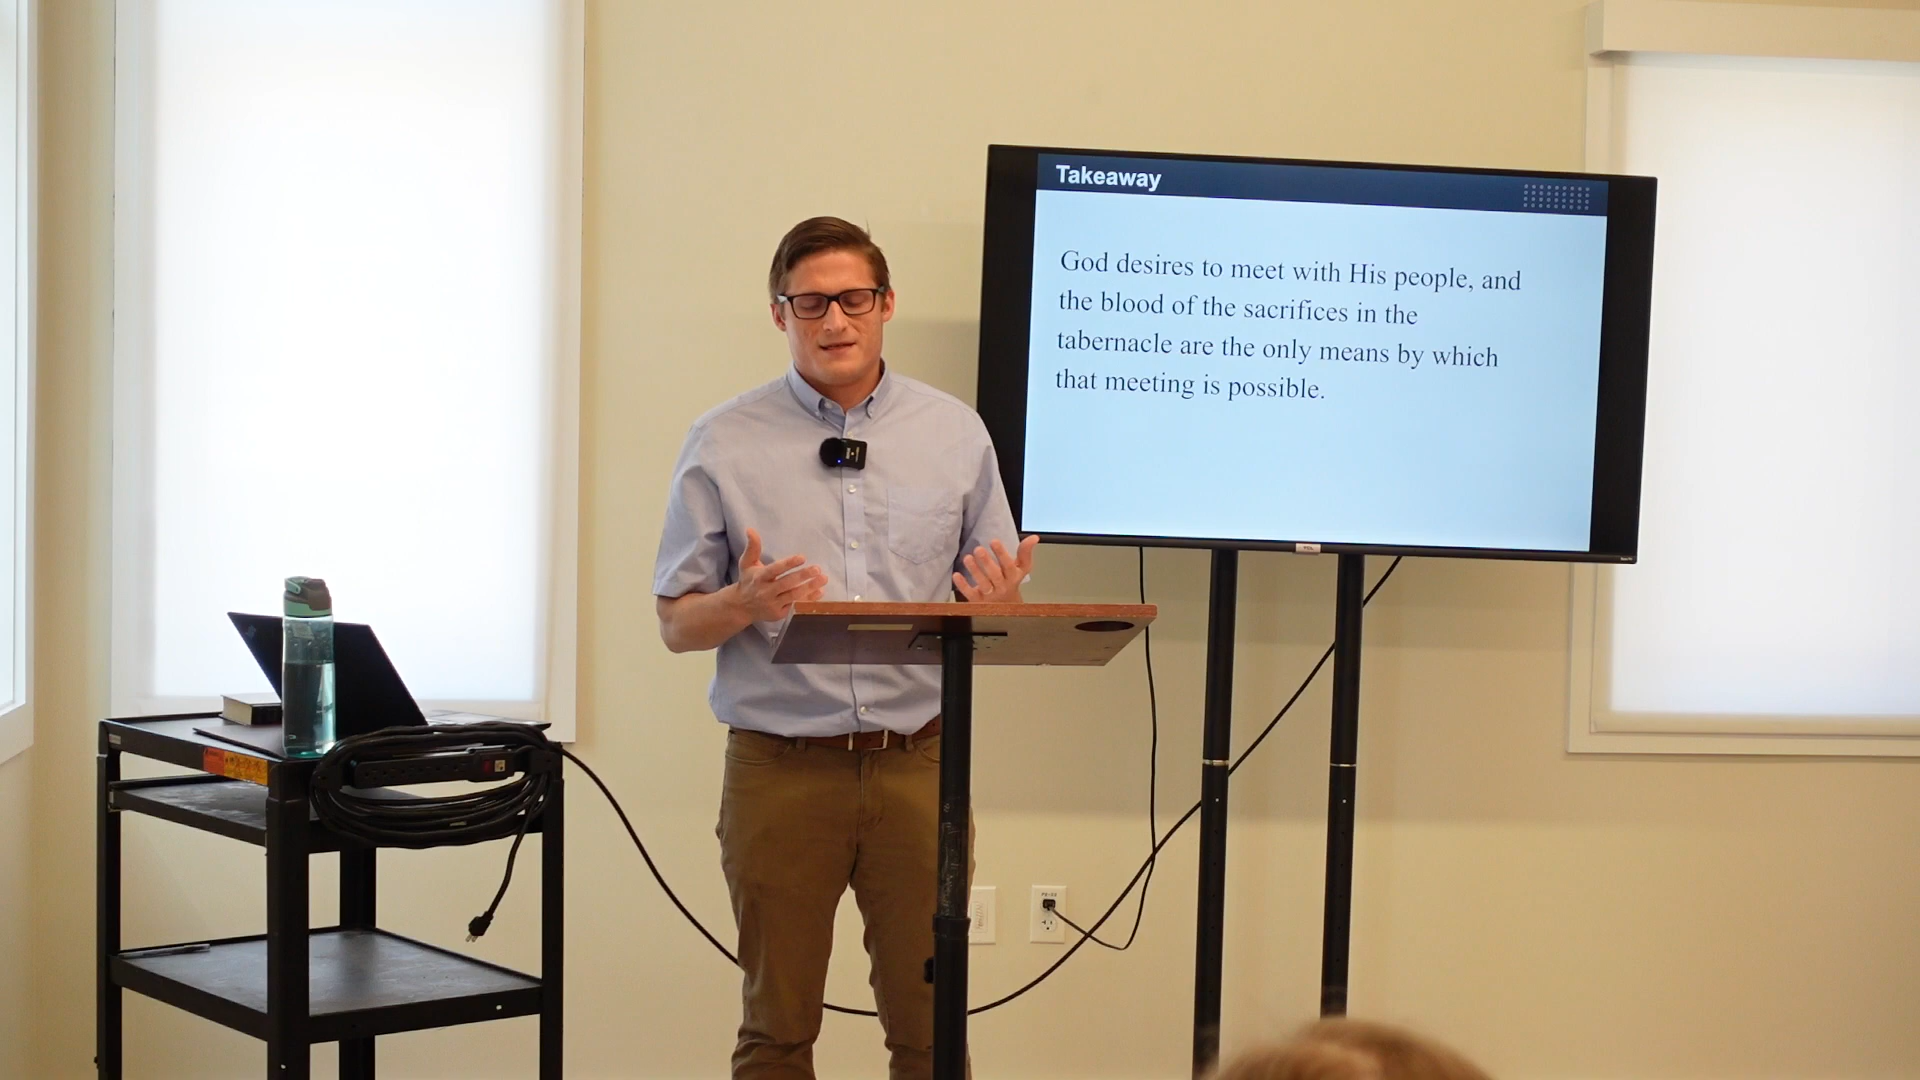 Takeaway
God desires to meet with His people, and
the blood of the sacrifices in the
tabernacle are the only means by which
that meeting is possible.
TCL